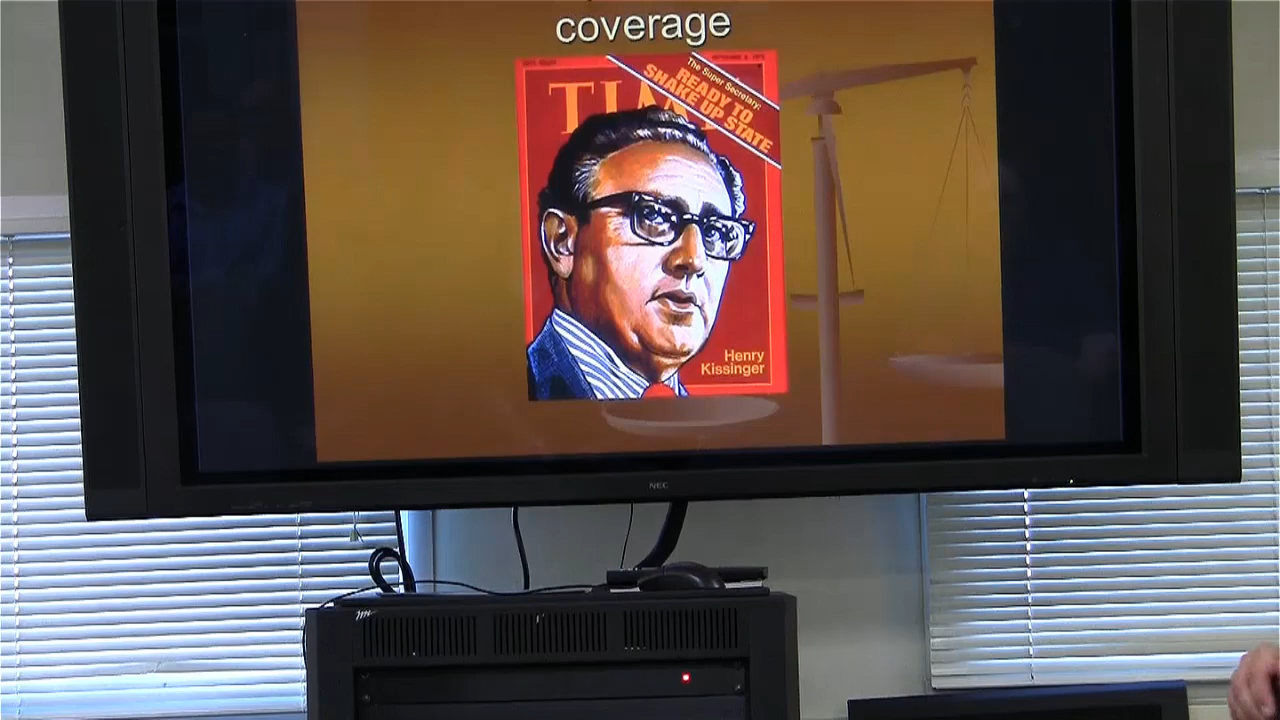 coverage
TIME
The Super Secretary:
READY TO
SHAKE UP STATE
Henry
Kissinger
NEC